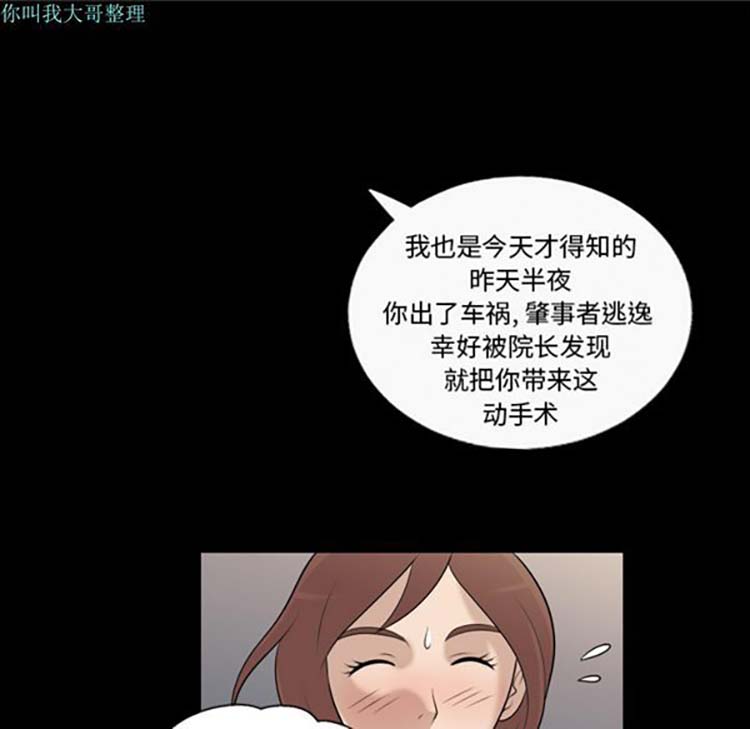 你叫我大哥整理
我也是今天才得知的
昨天半夜
你出了车祸, 肇事者逃逸
幸好被院长发现
就把你带来这
动手术